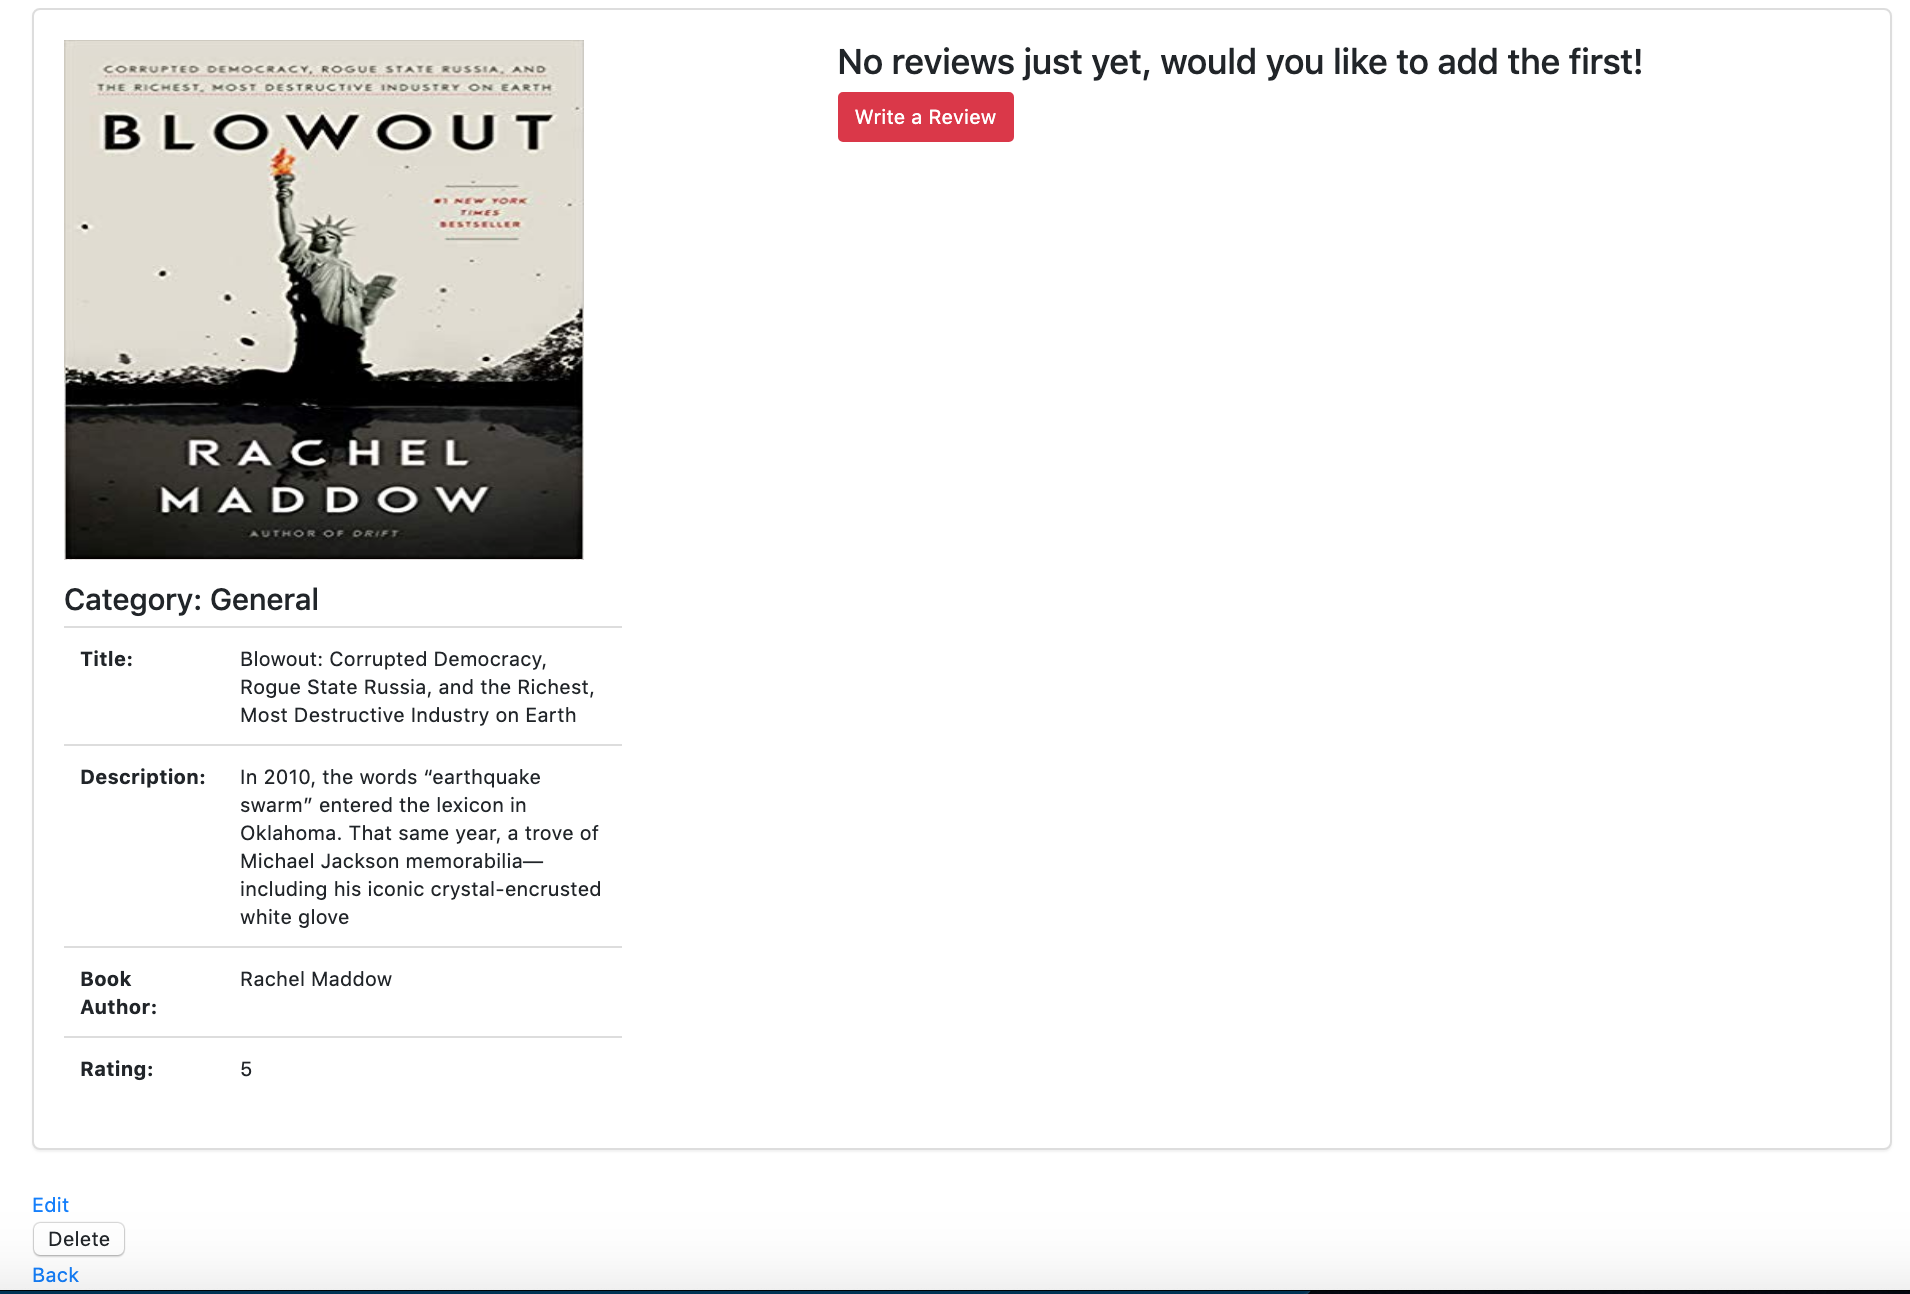 CORRUPTED DEMOCRACY, ROGUE STATE RUSSIA, AND
THE RICHEST, MOST DESTRUCTIVE INDUSTRY ON EARTH
BLOWOUT
#1 NEW YORK
TIMES
BESTSELLER
RACHEL
MADDOW
AUTHOR OF DRIFT
Category: General
Title: Blowout: Corrupted Democracy,
Rogue State Russia, and the Richest,
Most Destructive Industry on Earth
Description: In 2010, the words “earthquake
swarm” entered the lexicon in
Oklahoma. That same year, a trove of
Michael Jackson memorabilia—
including his iconic crystal-encrusted
white glove
Book Author: Rachel Maddow
Rating: 5
No reviews just yet, would you like to add the first!
Write a Review
Edit
Delete
Back